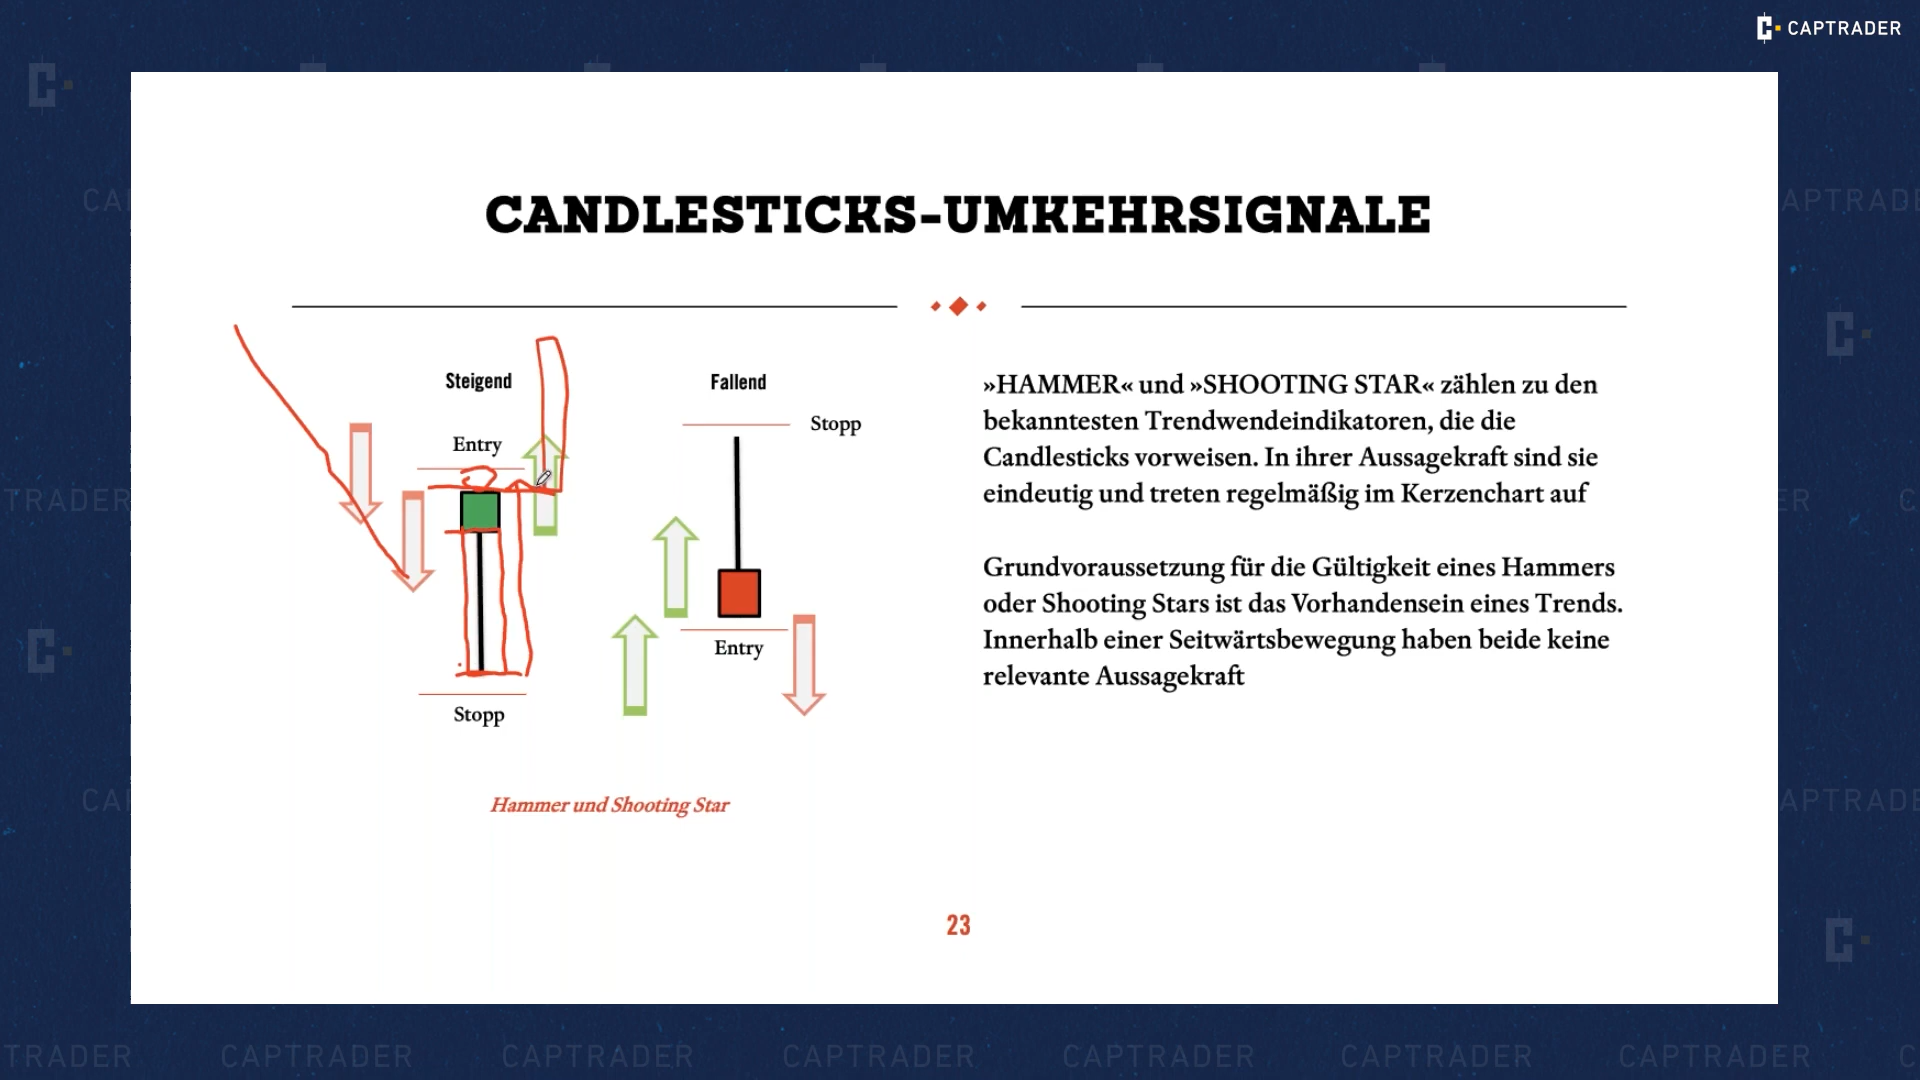 CAPTRADER
CANDLESTICKS-UMKEHRSIGNALE
Steigend
Entry
Stopp
Fallend
Stopp
Entry
Hammer und Shooting Star
»HAMMER« und »SHOOTING STAR« zählen zu den
bekanntesten Trendwendeindikatoren, die die
Candlesticks vorweisen. In ihrer Aussagekraft sind sie
eindeutig und treten regelmäßig im Kerzenchart auf
Grundvoraussetzung für die Gültigkeit eines Hammers
oder Shooting Stars ist das Vorhandensein eines Trends.
Innerhalb einer Seitwärtsbewegung haben beide keine
relevante Aussagekraft
23
TRADER CAPTRADER CAPTRADER CAPTRADER CAPTRADER CAPTRADER CAPTRADER